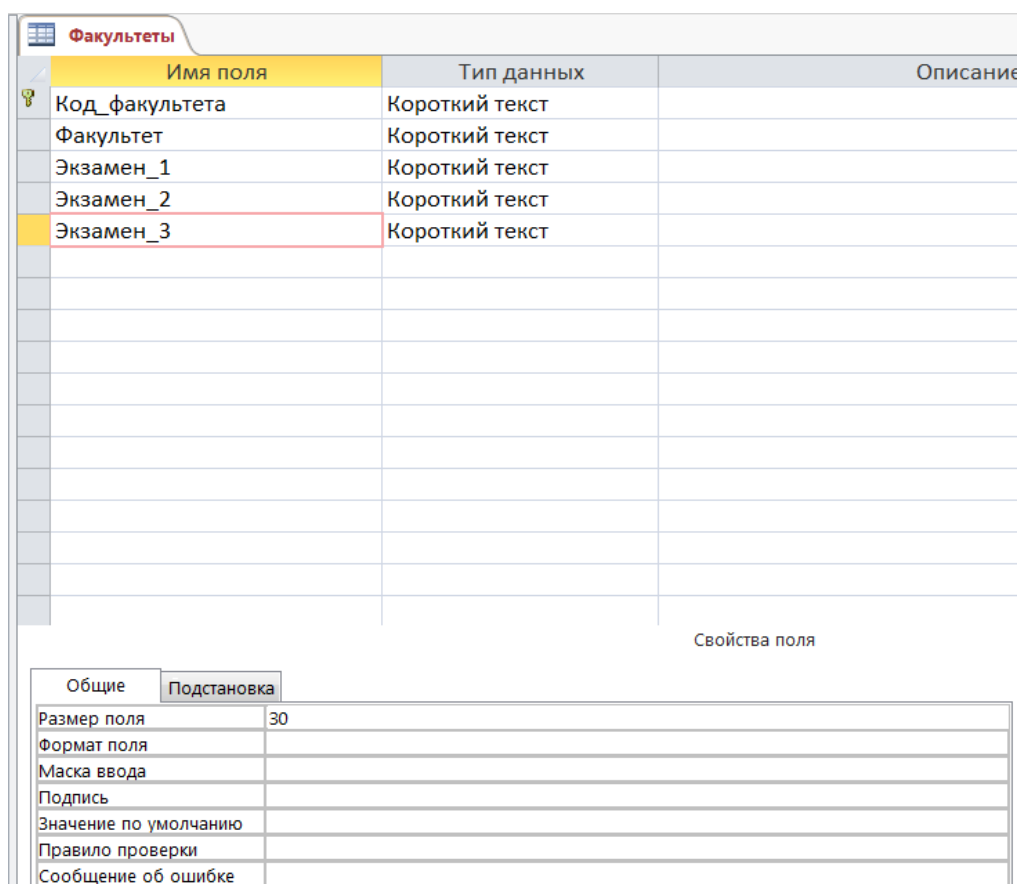 Факультеты
Имя поля Тип данных Описание
Код_факультета Короткий текст
Факультет Короткий текст
Экзамен_1 Короткий текст
Экзамен_2 Короткий текст
Экзамен_3 Короткий текст
Свойства поля
Общие Подстановка
Размер поля 30
Формат поля
Маска ввода
Подпись
Значение по умолчанию
Правило проверки
Сообщение об ошибке